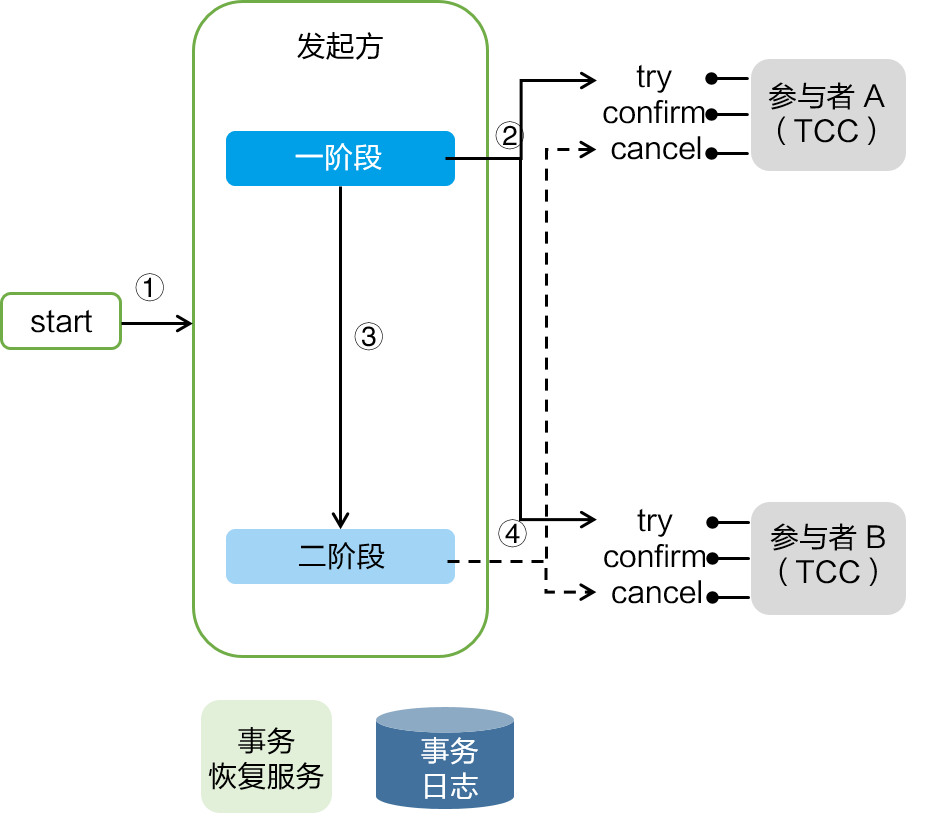 发起方
一阶段
②
try
confirm
cancel
参与者 A
（TCC）
①
start
③
二阶段
④
try
confirm
cancel
参与者 B
（TCC）
事务
恢复服务
事务
日志